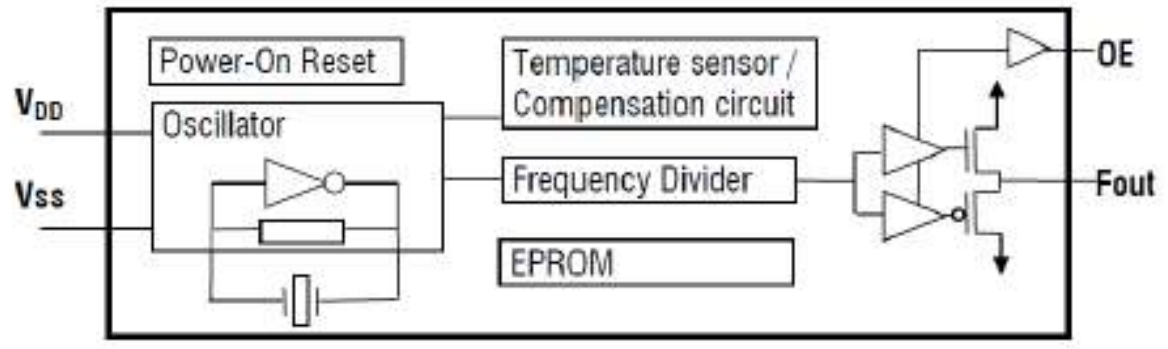 Power-On Reset
Temperature sensor /
Compensation circuit
OE
VDD
Oscillator
Frequency Divider
Fout
Vss
EPROM